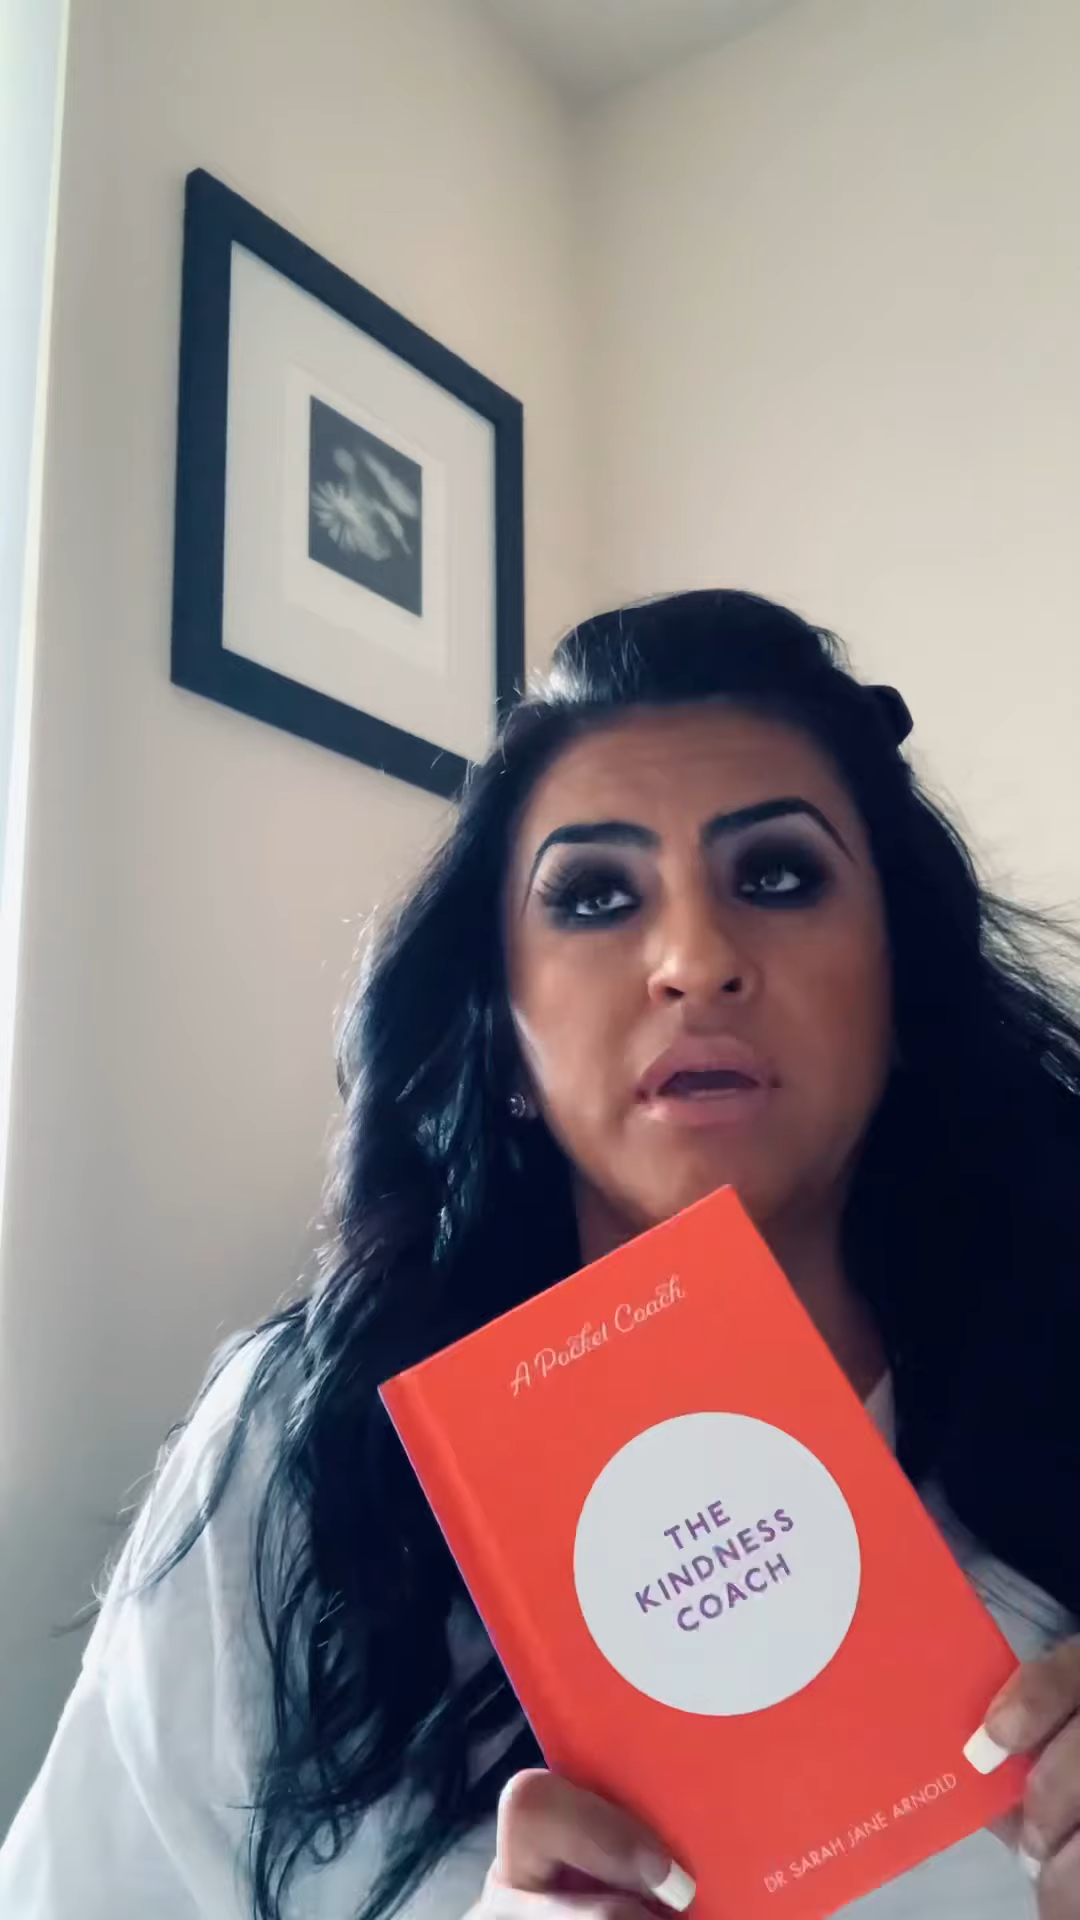 A Pocket Coach
THE
KINDNESS
COACH
DR SARAH JANE ARNOLD